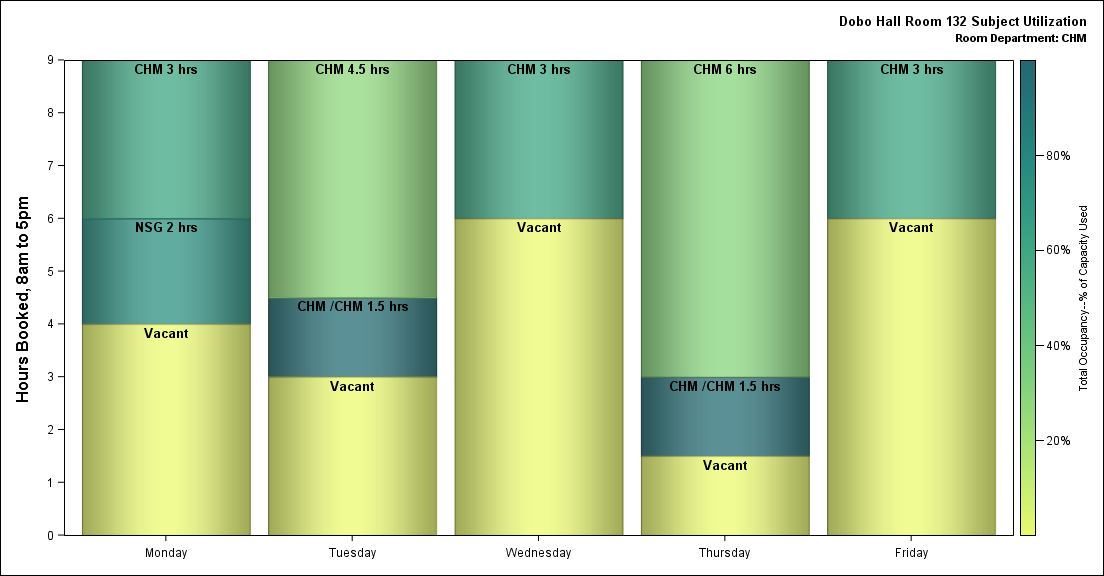 Dobo Hall Room 132 Subject Utilization
Room Department: CHM
Hours Booked, 8am to 5pm
9
8
7
6
5
4
3
2
1
0
CHM 3 hrs
NSG 2 hrs
Vacant
CHM 4.5 hrs
CHM /CHM 1.5 hrs
Vacant
CHM 3 hrs
Vacant
CHM 6 hrs
CHM /CHM 1.5 hrs
Vacant
CHM 3 hrs
Vacant
Monday
Tuesday
Wednesday
Thursday
Friday
80%
60%
40%
20%
Total Occupancy--% of Capacity Used